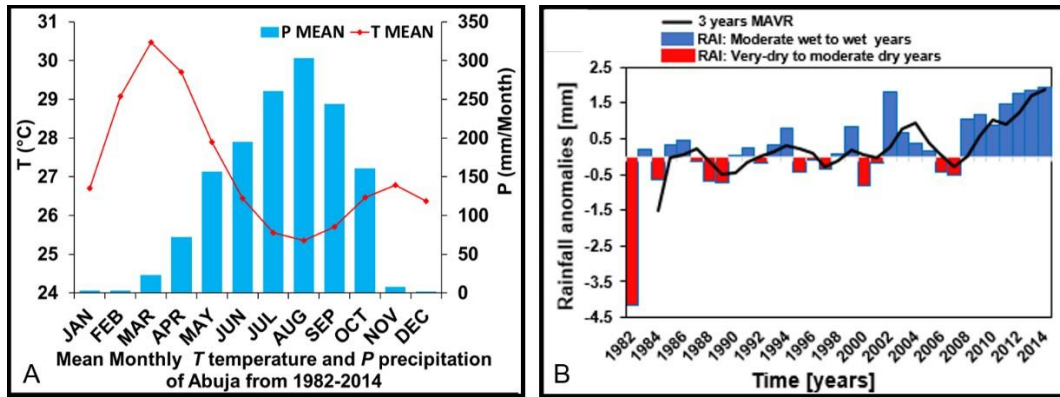 P MEAN T MEAN
T (°C)
31
30
29
28
27
26
25
24
P (mm/Month)
350
300
250
200
150
100
50
0
JAN FEB MAR APR MAY JUN JUL AUG SEP OCT NOV DEC
Mean Monthly T temperature and P precipitation
of Abuja from 1982-2014
A
3 years MAVR
RAI: Moderate wet to wet years
RAI: Very-dry to moderate dry years
Rainfall anomalies [mm]
2.5
1.5
0.5
-0.5
-1.5
-2.5
-3.5
-4.5
1982 1984 1986 1988 1990 1992 1994 1996 1998 2000 2002 2004 2006 2008 2010 2012 2014
Time [years]
B